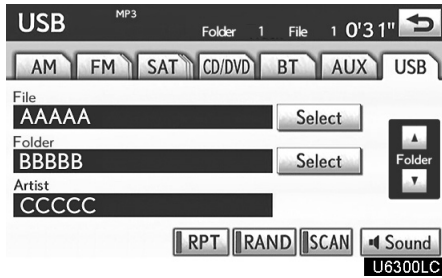 USB MP3 Folder 1 File 1 0'31"
AM FM SAT CD/DVD BT AUX USB
File
AAAAA Select
Folder
BBBBB Select Folder
Artist
CCCCC
RPT RAND SCAN Sound
U6300LC